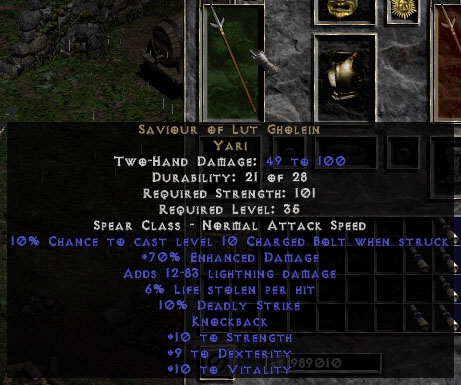 Saviour of Lut Gholein
Yari
Two-Hand Damage: 49 to 100
Durability: 21 of 28
Required Strength: 101
Required Level: 35
Spear Class - Normal Attack Speed
10% Chance to cast level 10 Charged Bolt when struck
+70% Enhanced Damage
Adds 12-83 lightning damage
6% Life stolen per hit
10% Deadly Strike
Knockback
+10 to Strength
+9 to Dexterity
+10 to Vitality
989010